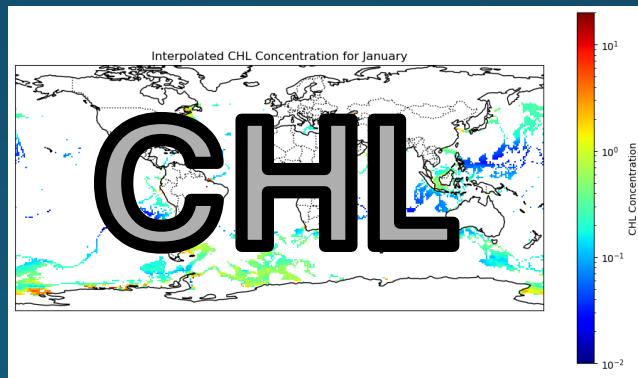 Interpolated CHL Concentration for January
CHL
10¹
10⁰
10⁻¹
10⁻²
CHL Concentration